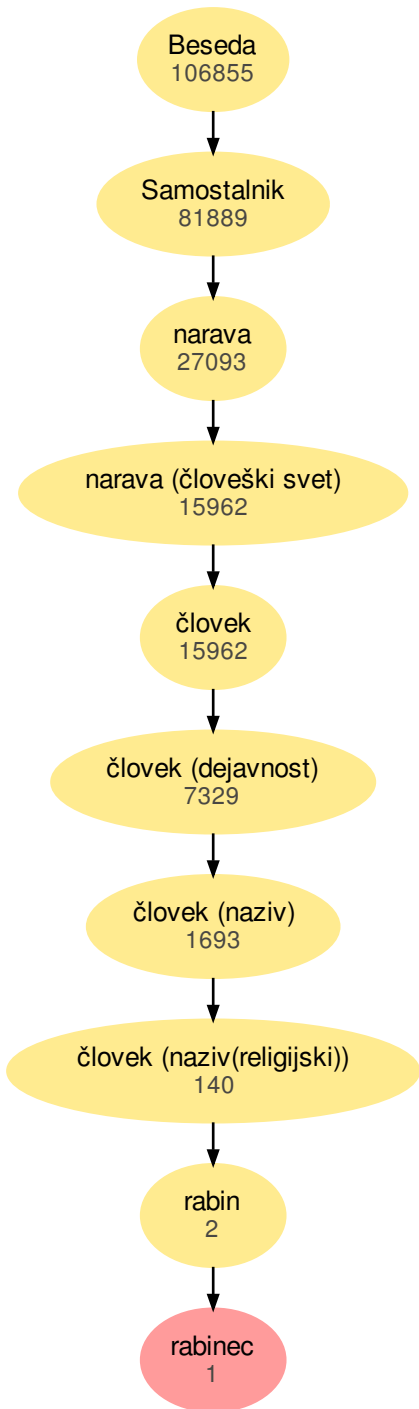 Beseda
106855
Samostalnik
81889
narava
27093
narava (človeški svet)
15962
človek
15962
človek (dejavnost)
7329
človek (naziv)
1693
človek (naziv(religijski))
140
rabin
2
rabinec
1